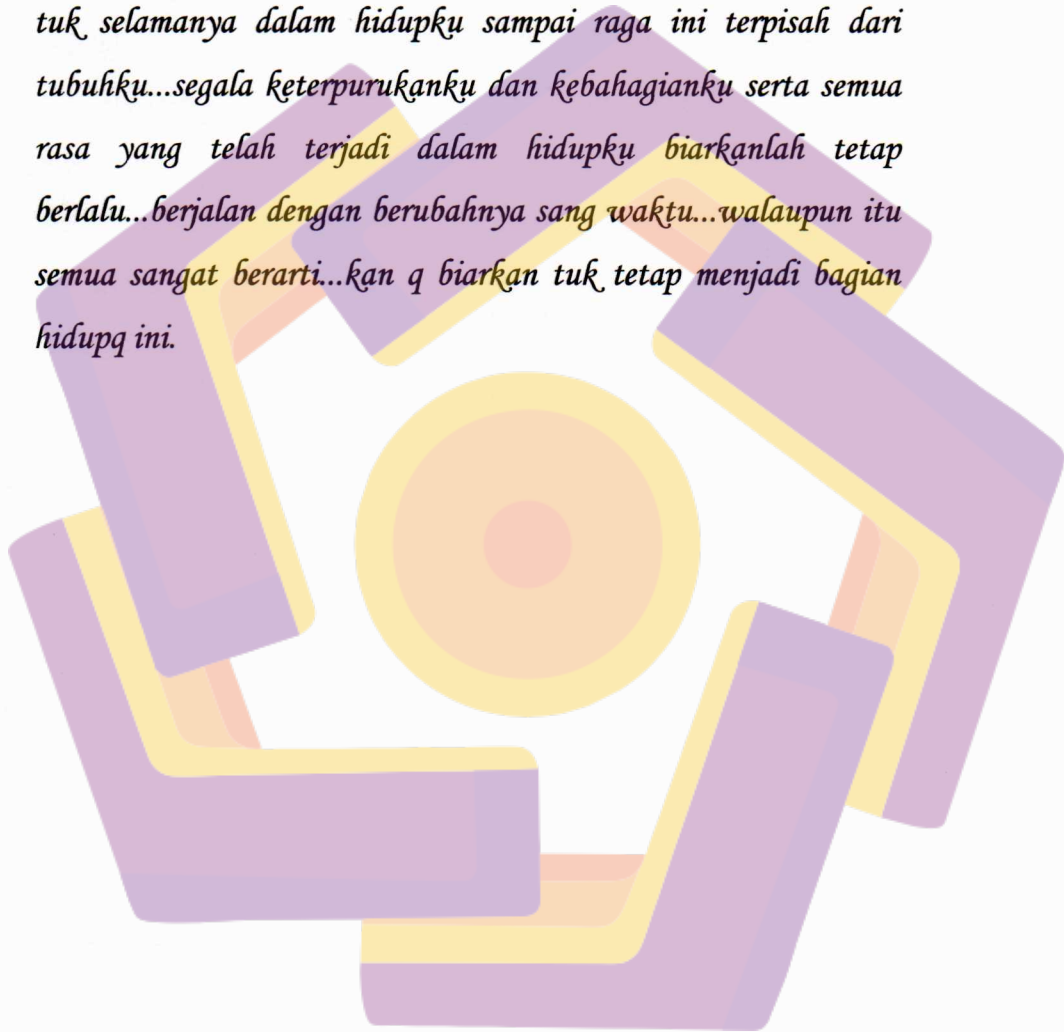 tuk selamanya dalam hidupku sampai raga ini terpisah dari
tubuhku...segala keterpurukanku dan kebahagianku serta semua
rasa yang telah terjadi dalam hidupku biarkanlah tetap
berlalu...berjalan dengan berubahnya sang waktu...walaupun itu
semua sangat berarti...kan q biarkan tuk tetap menjadi bagian
hidupq ini.